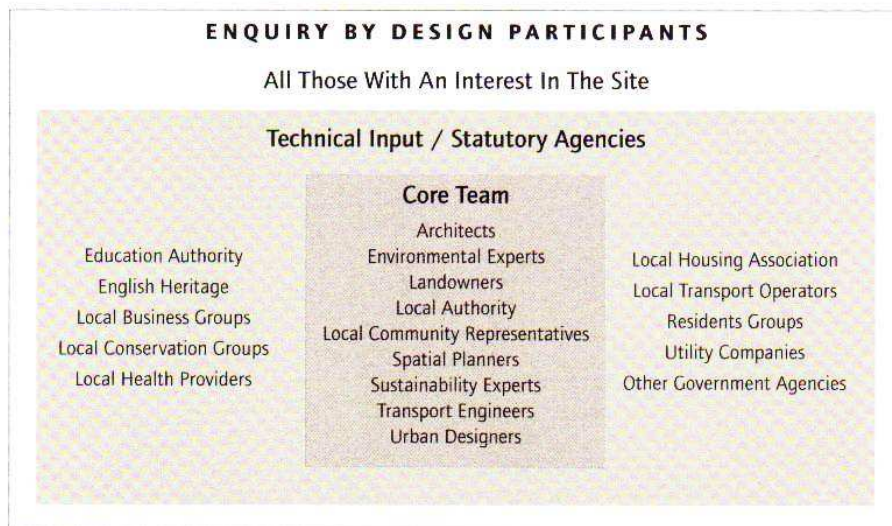 ENQUIRY BY DESIGN PARTICIPANTS
All Those With An Interest In The Site
Technical Input / Statutory Agencies
Core Team
Architects
Environmental Experts
Landowners
Local Authority
Local Community Representatives
Spatial Planners
Sustainability Experts
Transport Engineers
Urban Designers
Education Authority
English Heritage
Local Business Groups
Local Conservation Groups
Local Health Providers
Local Housing Association
Local Transport Operators
Residents Groups
Utility Companies
Other Government Agencies